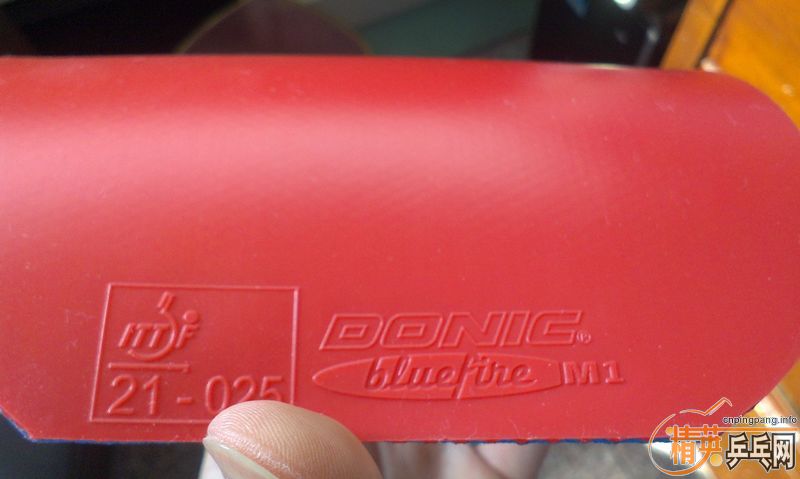 ITTF
21-025
DONIC®
bluefire M1
cnpingpang.info
精英乒乓网